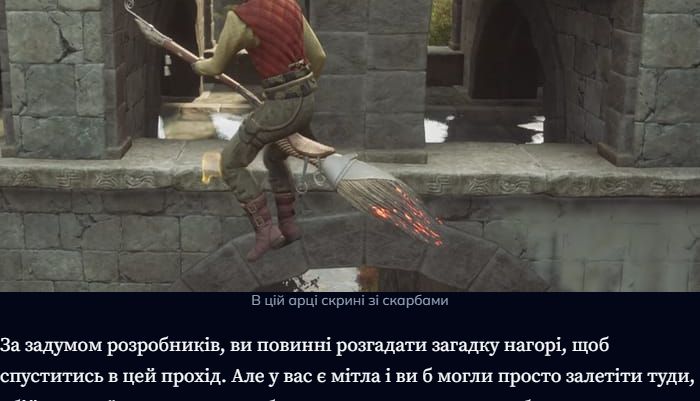 В цій арці скрині зі скарбами
За задумом розробників, ви повинні розгадати загадку нагорі, щоб
спуститись в цей прохід. Але у вас є мітла і ви б могли просто залетіти туди,